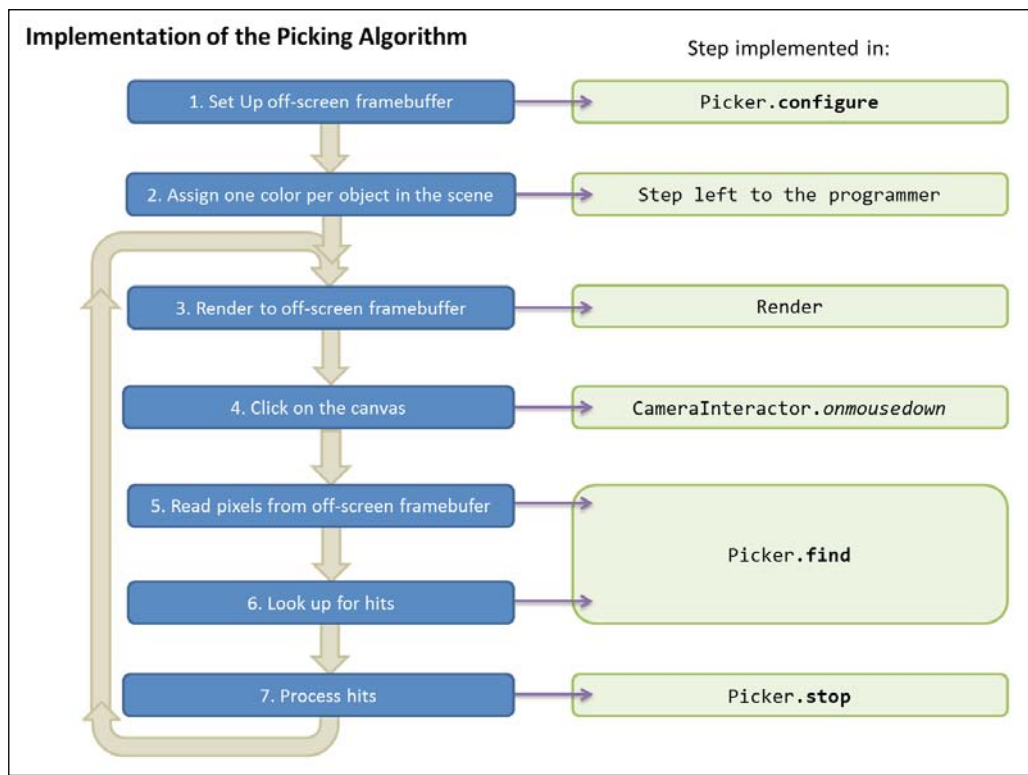 Implementation of the Picking Algorithm
Step implemented in:
1. Set Up off-screen framebuffer
Picker.configure
2. Assign one color per object in the scene
Step left to the programmer
3. Render to off-screen framebuffer
Render
4. Click on the canvas
CameraInteractor.onmousedown
5. Read pixels from off-screen framebufer
Picker.find
6. Look up for hits
7. Process hits
Picker.stop